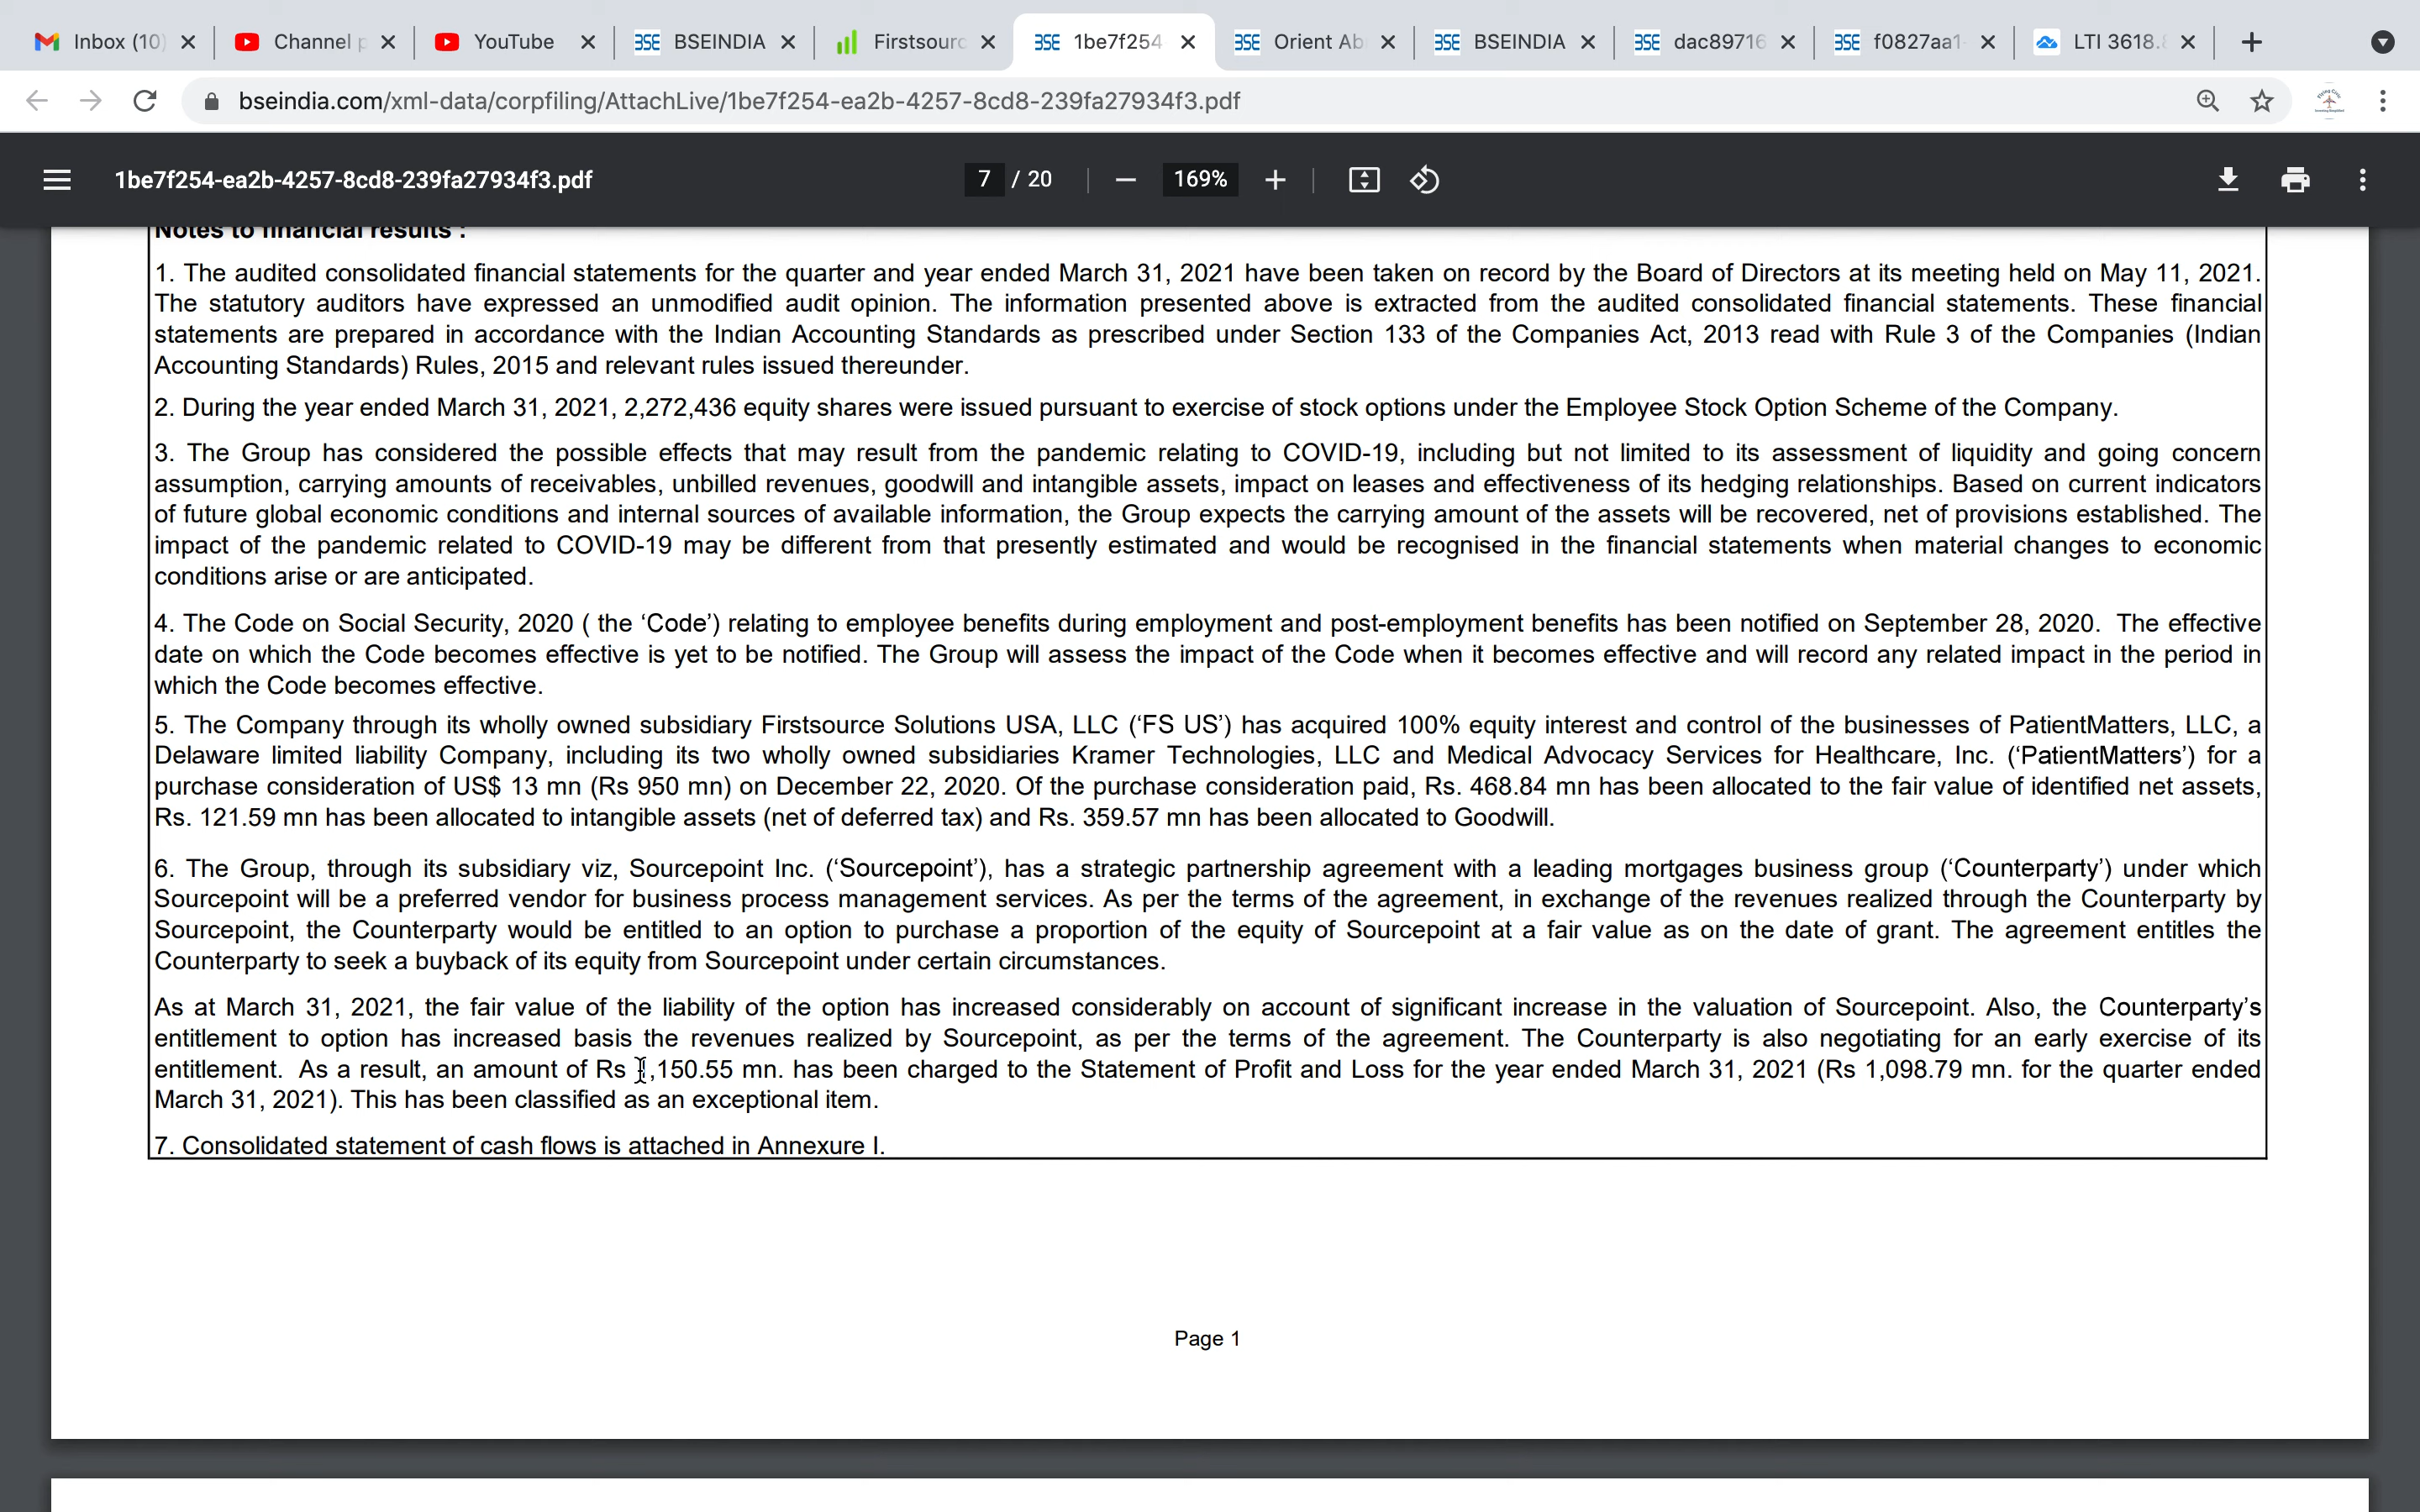 Inbox (10)
Channel p
YouTube
BSEINDIA
Firstsourc
1be7f254
Orient Ab
BSEINDIA
dac89716
f0827aa1-
LTI 3618.
bseindia.com/xml-data/corpfiling/AttachLive/1be7f254-ea2b-4257-8cd8-239fa27934f3.pdf
1be7f254-ea2b-4257-8cd8-239fa27934f3.pdf
7 / 20
169%
Notes to financial results :
1. The audited consolidated financial statements for the quarter and year ended March 31, 2021 have been taken on record by the Board of Directors at its meeting held on May 11, 2021.
The statutory auditors have expressed an unmodified audit opinion. The information presented above is extracted from the audited consolidated financial statements. These financial
statements are prepared in accordance with the Indian Accounting Standards as prescribed under Section 133 of the Companies Act, 2013 read with Rule 3 of the Companies (Indian
Accounting Standards) Rules, 2015 and relevant rules issued thereunder.
2. During the year ended March 31, 2021, 2,272,436 equity shares were issued pursuant to exercise of stock options under the Employee Stock Option Scheme of the Company.
3. The Group has considered the possible effects that may result from the pandemic relating to COVID-19, including but not limited to its assessment of liquidity and going concern
assumption, carrying amounts of receivables, unbilled revenues, goodwill and intangible assets, impact on leases and effectiveness of its hedging relationships. Based on current indicators
of future global economic conditions and internal sources of available information, the Group expects the carrying amount of the assets will be recovered, net of provisions established. The
impact of the pandemic related to COVID-19 may be different from that presently estimated and would be recognised in the financial statements when material changes to economic
conditions arise or are anticipated.
4. The Code on Social Security, 2020 ( the ‘Code’) relating to employee benefits during employment and post-employment benefits has been notified on September 28, 2020. The effective
date on which the Code becomes effective is yet to be notified. The Group will assess the impact of the Code when it becomes effective and will record any related impact in the period in
which the Code becomes effective.
5. The Company through its wholly owned subsidiary Firstsource Solutions USA, LLC (‘FS US’) has acquired 100% equity interest and control of the businesses of PatientMatters, LLC, a
Delaware limited liability Company, including its two wholly owned subsidiaries Kramer Technologies, LLC and Medical Advocacy Services for Healthcare, Inc. (‘PatientMatters’) for a
purchase consideration of US$ 13 mn (Rs 950 mn) on December 22, 2020. Of the purchase consideration paid, Rs. 468.84 mn has been allocated to the fair value of identified net assets,
Rs. 121.59 mn has been allocated to intangible assets (net of deferred tax) and Rs. 359.57 mn has been allocated to Goodwill.
6. The Group, through its subsidiary viz, Sourcepoint Inc. (‘Sourcepoint’), has a strategic partnership agreement with a leading mortgages business group (‘Counterparty’) under which
Sourcepoint will be a preferred vendor for business process management services. As per the terms of the agreement, in exchange of the revenues realized through the Counterparty by
Sourcepoint, the Counterparty would be entitled to an option to purchase a proportion of the equity of Sourcepoint at a fair value as on the date of grant. The agreement entitles the
Counterparty to seek a buyback of its equity from Sourcepoint under certain circumstances.
As at March 31, 2021, the fair value of the liability of the option has increased considerably on account of significant increase in the valuation of Sourcepoint. Also, the Counterparty’s
entitlement to option has increased basis the revenues realized by Sourcepoint, as per the terms of the agreement. The Counterparty is also negotiating for an early exercise of its
entitlement. As a result, an amount of Rs ,150.55 mn. has been charged to the Statement of Profit and Loss for the year ended March 31, 2021 (Rs 1,098.79 mn. for the quarter ended
March 31, 2021). This has been classified as an exceptional item.
7. Consolidated statement of cash flows is attached in Annexure I.
Page 1